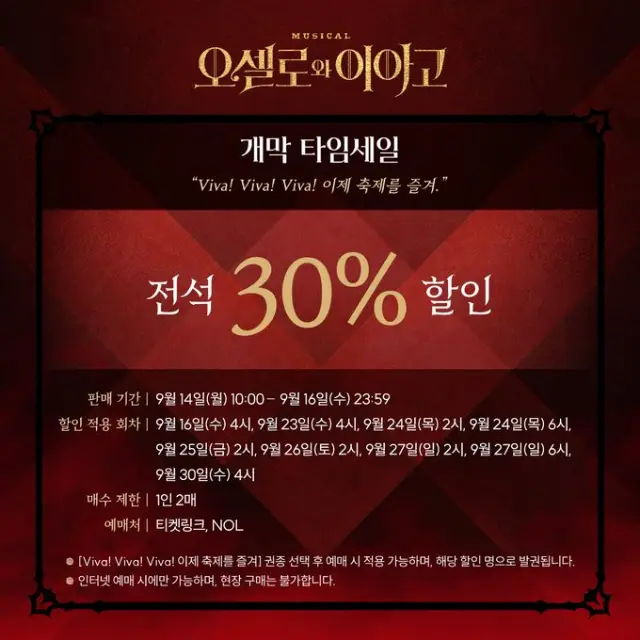 MUSICAL
오셀로와 이아고
개막 타임세일
“Viva! Viva! Viva! 이제 축제를 즐겨.”
전석 30% 할인
판매 기간 | 9월 14일(월) 10:00 – 9월 16일(수) 23:59
할인 적용 회차 | 9월 16일(수) 4시, 9월 23일(수) 4시, 9월 24일(목) 2시, 9월 24일(목) 6시,
9월 25일(금) 2시, 9월 26일(토) 2시, 9월 27일(일) 2시, 9월 27일(일) 6시,
9월 30일(수) 4시
매수 제한 | 1인 2매
예매처 | 티켓링크, NOL
[Viva! Viva! Viva! 이제 축제를 즐겨] 권종 선택 후 예매 시 적용 가능하며, 해당 할인 명으로 발권됩니다.
인터넷 예매 시에만 가능하며, 현장 구매는 불가합니다.